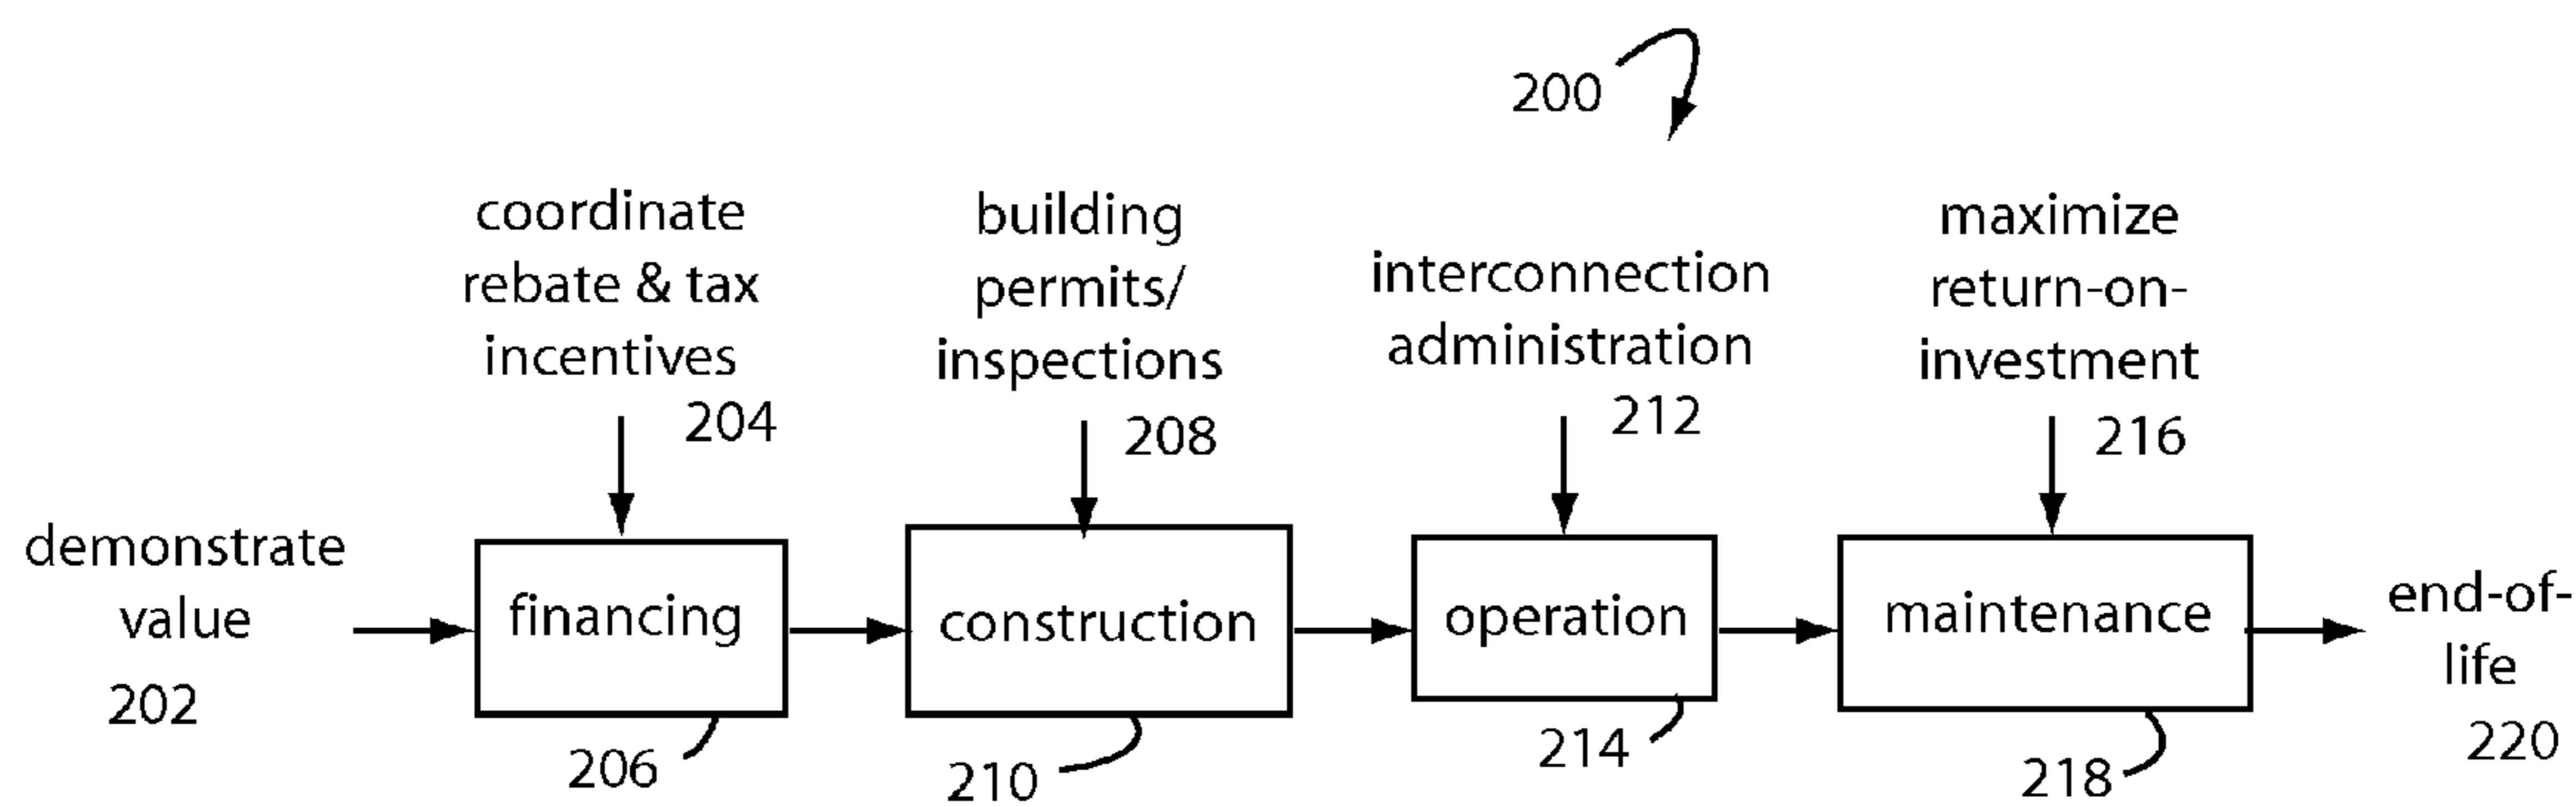 200
coordinate
rebate & tax
incentives
204
building
permits/
inspections
208
interconnection
administration
212
maximize
return-on-
investment
216
demonstrate
value
202
financing
206
construction
210
operation
214
maintenance
218
end-of-
life
220